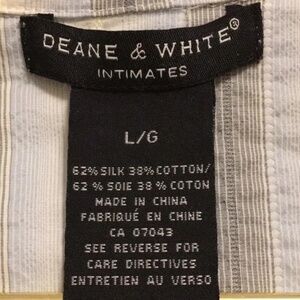 DEANE & WHITE®
INTIMATES
L/G
62% SILK 38% COTTON/
62 % SOIE 38 % COTON
MADE IN CHINA
FABRIQUÉ EN CHINE
CA 07043
SEE REVERSE FOR
CARE DIRECTIVES
ENTRETIEN AU VERSO